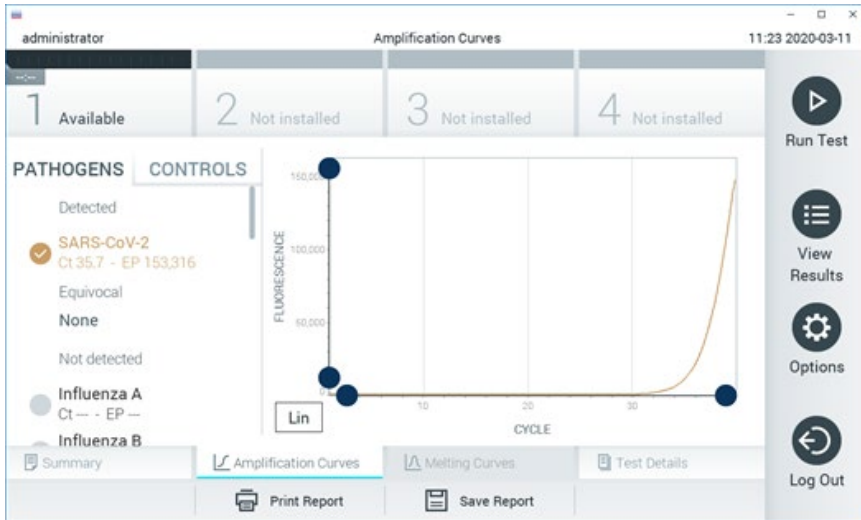 administrator
Amplification Curves
11:23 2020-03-11
--:--
1 Available
2 Not installed
3 Not installed
4 Not installed
Run Test
View
Results
Options
Log Out
PATHOGENS CONTROLS
Detected
SARS-CoV-2
Ct 35.7 - EP 153,316
Equivocal
None
Not detected
Influenza A
Ct --- - EP ---
Influenza B
FLUORESCENCE
150,000
100,000
50,000
0
10 20 30
CYCLE
Lin
Summary
Amplification Curves
Melting Curves
Test Details
Print Report
Save Report